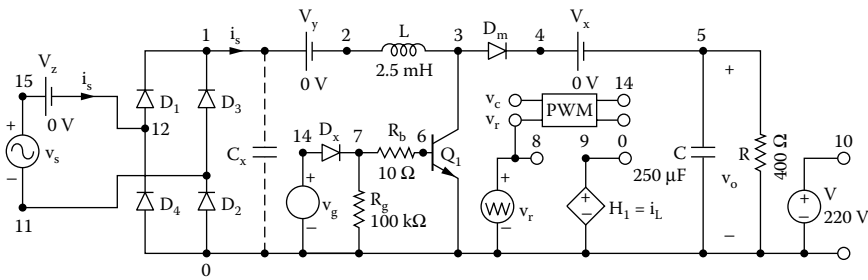 V_y
L
D_m
V_x
V_z
1
i_s
2
3
4
5
15
i_s
D_1
D_3
0 V
2.5 mH
0 V
14
+
0 V
12
v_c
PWM
+
+
v_s
–
C_x
14
D_x
7
R_b
6
Q_1
v_r
8
9
0
C
R
400 Ω
10
10 Ω
250 μF
v_o
11
D_4
D_2
+
v_g
–
R_g
100 kΩ
+
v_r
–
+
–
H_1 = i_L
–
+
–
V
220 V
0